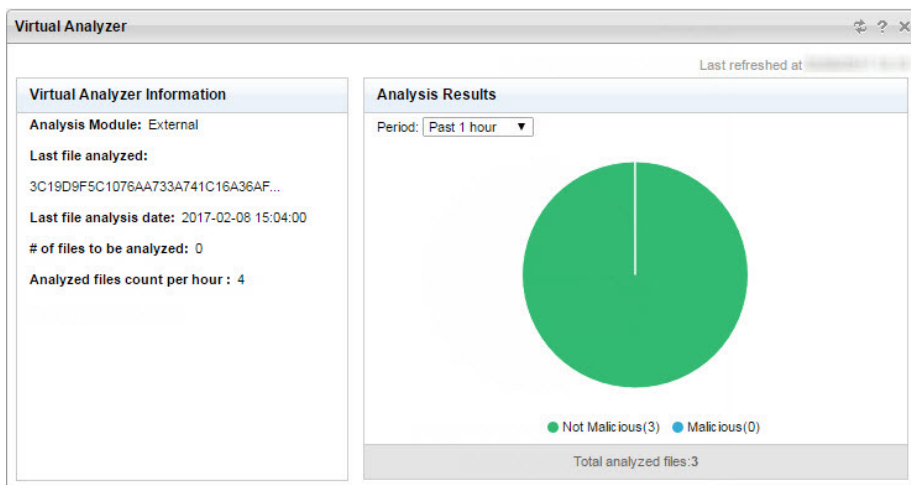 Virtual Analyzer
?
Last refreshed at
Virtual Analyzer Information
Analysis Module: External
Last file analyzed:
3C19D9F5C1076AA733A741C16A36AF...
Last file analysis date: 2017-02-08 15:04:00
# of files to be analyzed: 0
Analyzed files count per hour : 4
Analysis Results
Period: Past 1 hour
Not Malicious(3) Malicious(0)
Total analyzed files:3